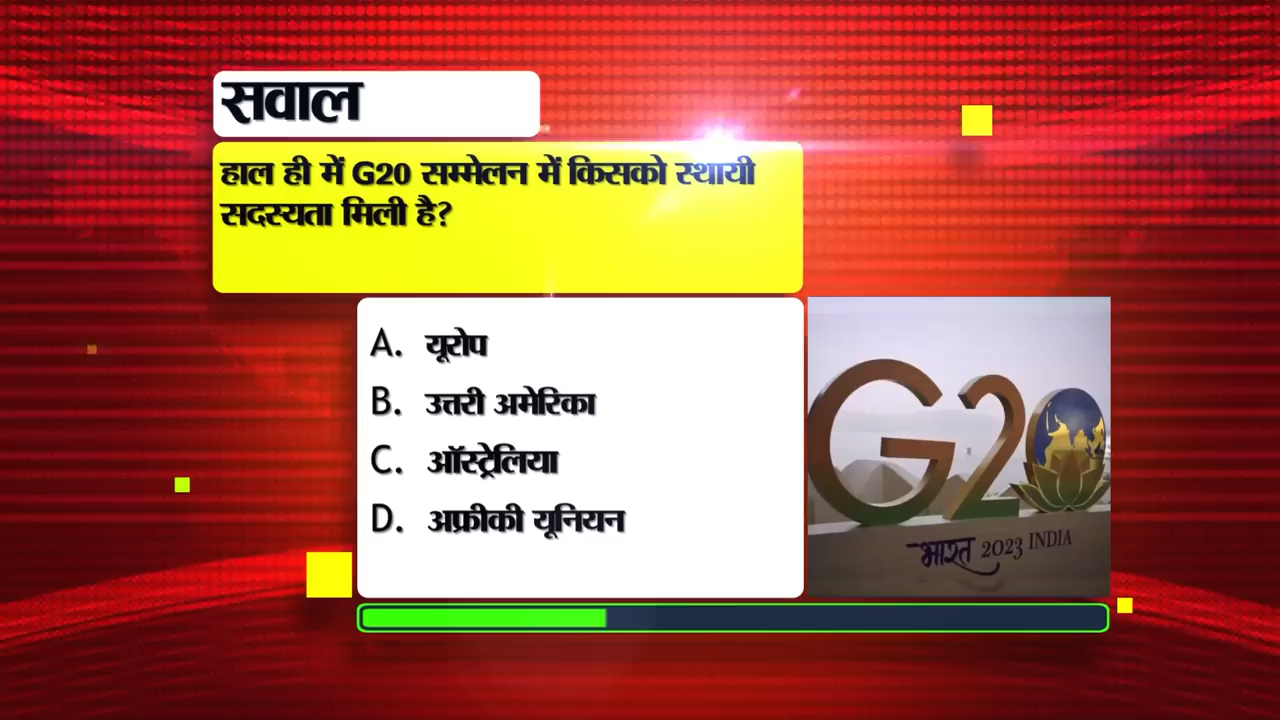 सवाल
हाल ही में G20 सम्मेलन में किसको स्थायी
सदस्यता मिली है?
A. यूरोप
B. उत्तरी अमेरिका
C. ऑस्ट्रेलिया
D. अफ्रीकी यूनियन
G20
भारत 2023 INDIA